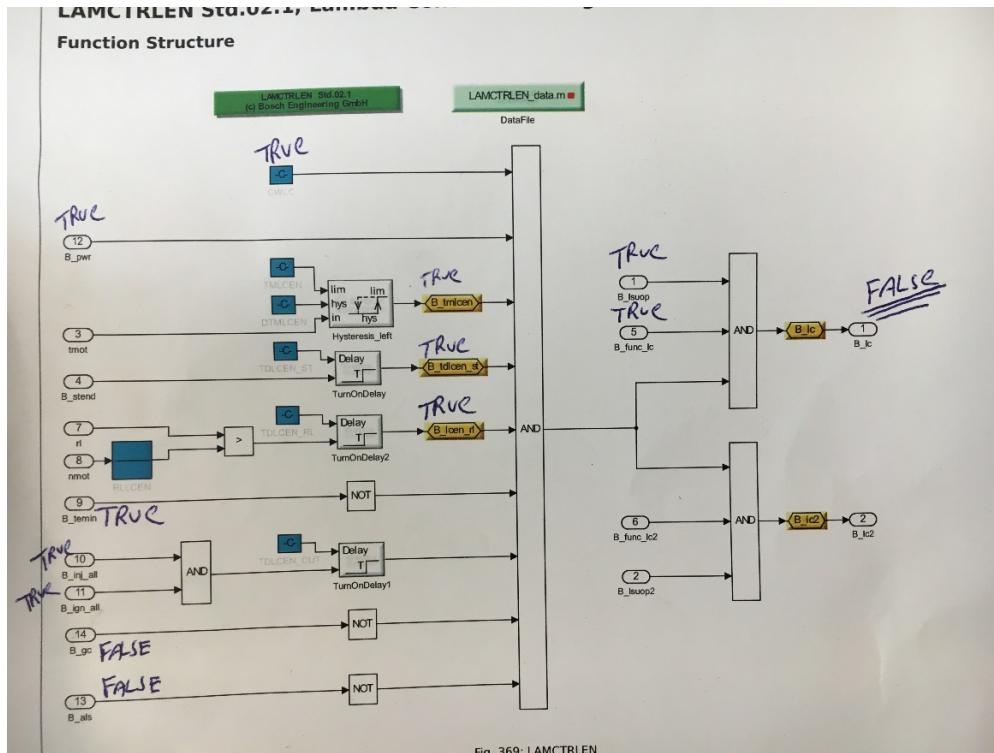 LAMCTRLEN Std.02.1,
Function Structure
LAMCTRLEN Std.02.1
(c) Bosch Engineering GmbH
LAMCTRLEN_data.m
DataFile
TRUE
-C-
CWLC
TRUE
12
B_pwr
-C-
TMLCEN
-C-
DTMLCEN
lim
hys
in
lim
hys
Hysteresis_left
TRUE
B_tmlcen
3
tmot
-C-
TDLCEN_ST
Delay
T
TurnOnDelay
TRUE
B_tdlcen_st
4
B_stend
-C-
TDLCEN_RL
Delay
T
TurnOnDelay2
TRUE
B_lcen_rl
7
rl
8
nmot
RLLCEN
>
9
B_temin TRUE
NOT
TRUE
10
B_inj_all
TRUE
11
B_ign_all
AND
-C-
TDLCEN_CUT
Delay
T
TurnOnDelay1
14
B_gc FALSE
NOT
FALSE
13
B_als
NOT
AND
TRUE
1
B_lsuop
TRUE
5
B_func_lc
AND
B_lc
FALSE
1
B_lc
6
B_func_lc2
2
B_lsuop2
AND
B_lc2
2
B_lc2
Fig. 369: LAMCTRLEN